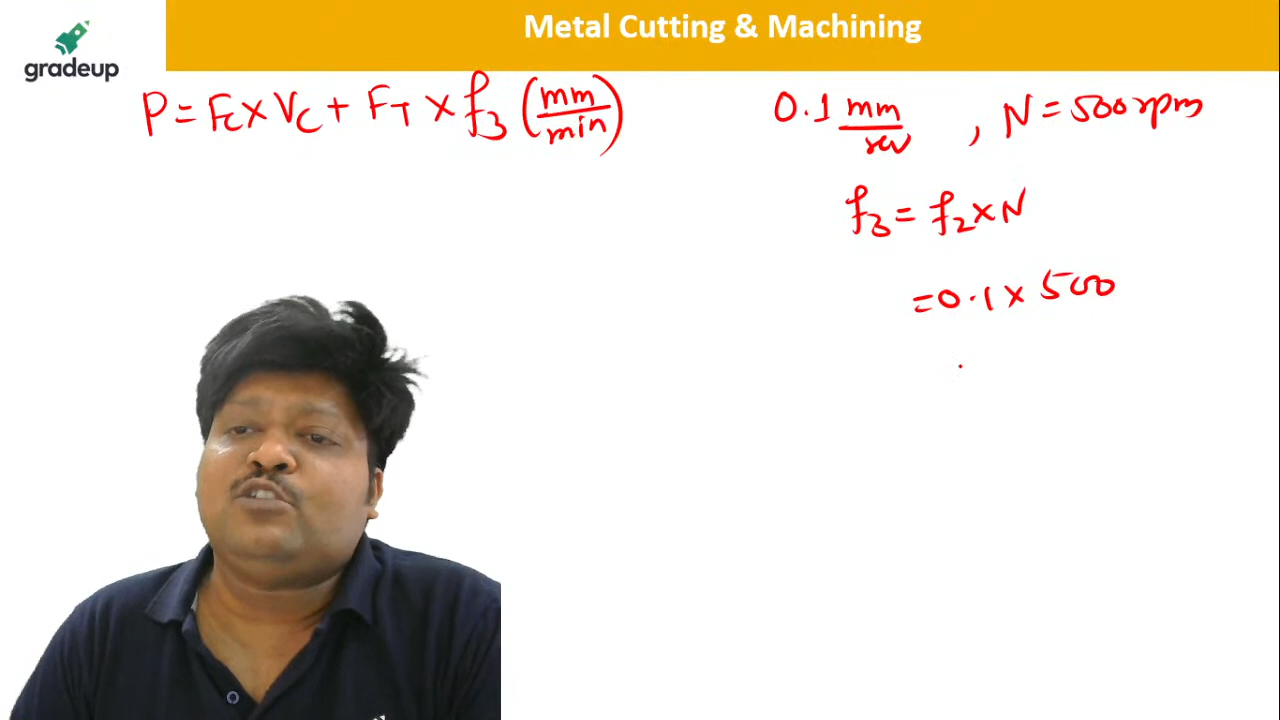 Metal Cutting & Machining
gradeup
P = Fc × Vc + FT × f3 (mm/min)
0.1 mm/rev , N = 500 rpm
f3 = f2 × N
= 0.1 × 500